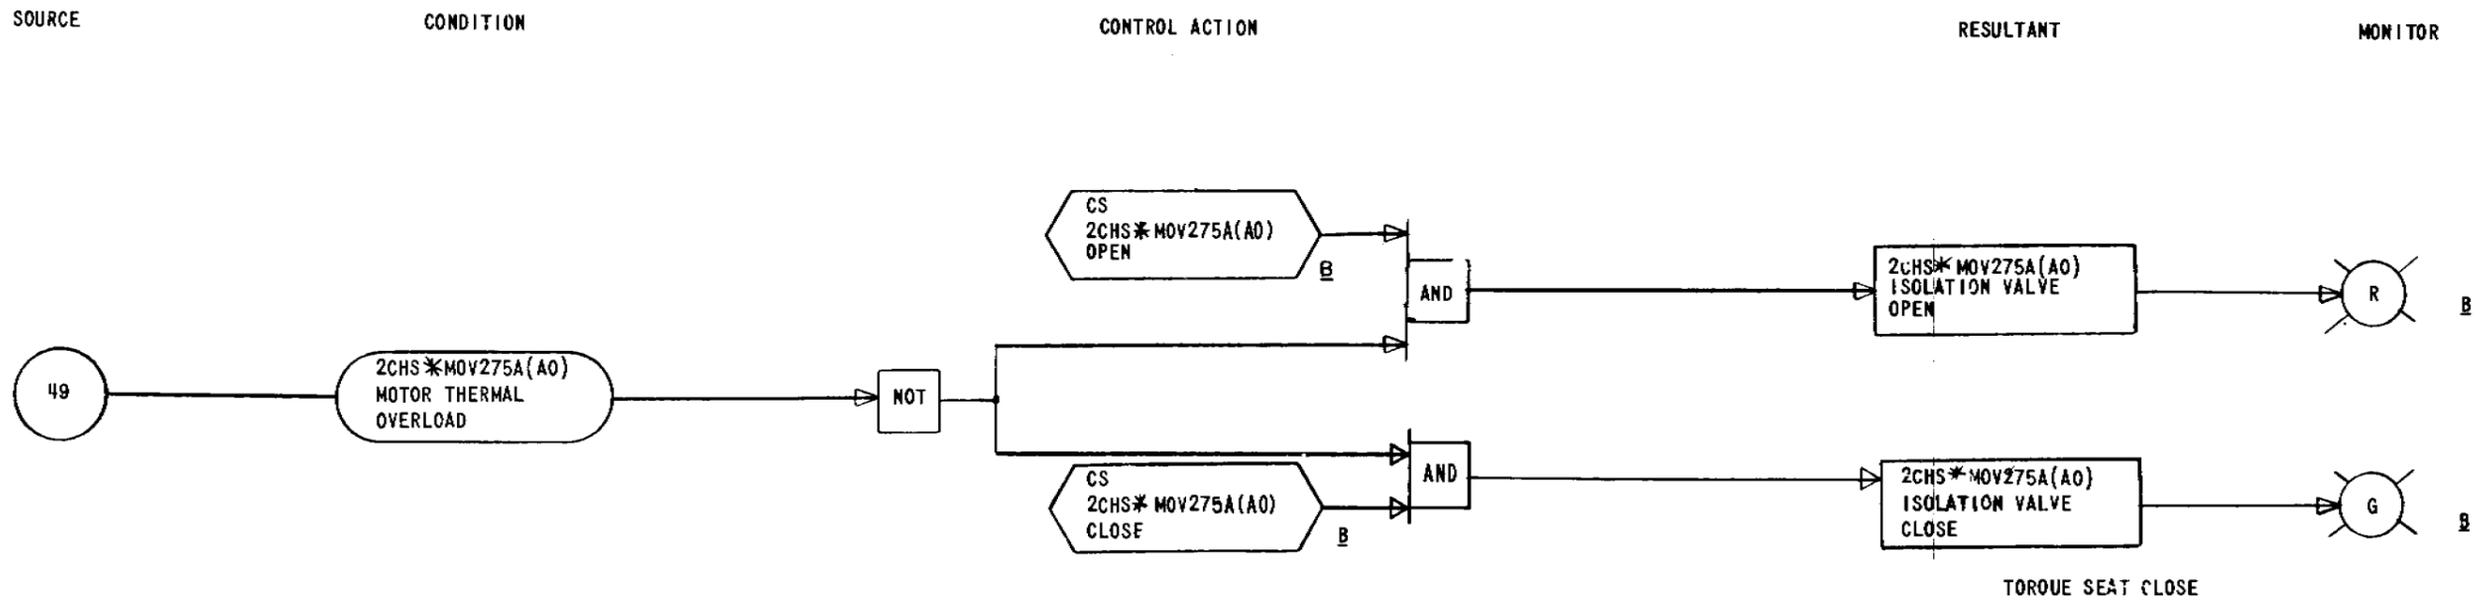 SOURCE
CONDITION
CONTROL ACTION
RESULTANT
MONITOR
CS
2CHS*MOV275A(AO)
OPEN
B
AND
2CHS*MOV275A(AO)
ISOLATION VALVE
OPEN
R
B
49
2CHS*MOV275A(AO)
MOTOR THERMAL
OVERLOAD
NOT
AND
CS
2CHS*MOV275A(AO)
CLOSE
B
2CHS*MOV275A(AO)
ISOLATION VALVE
CLOSE
G
B
TORQUE SEAT CLOSE